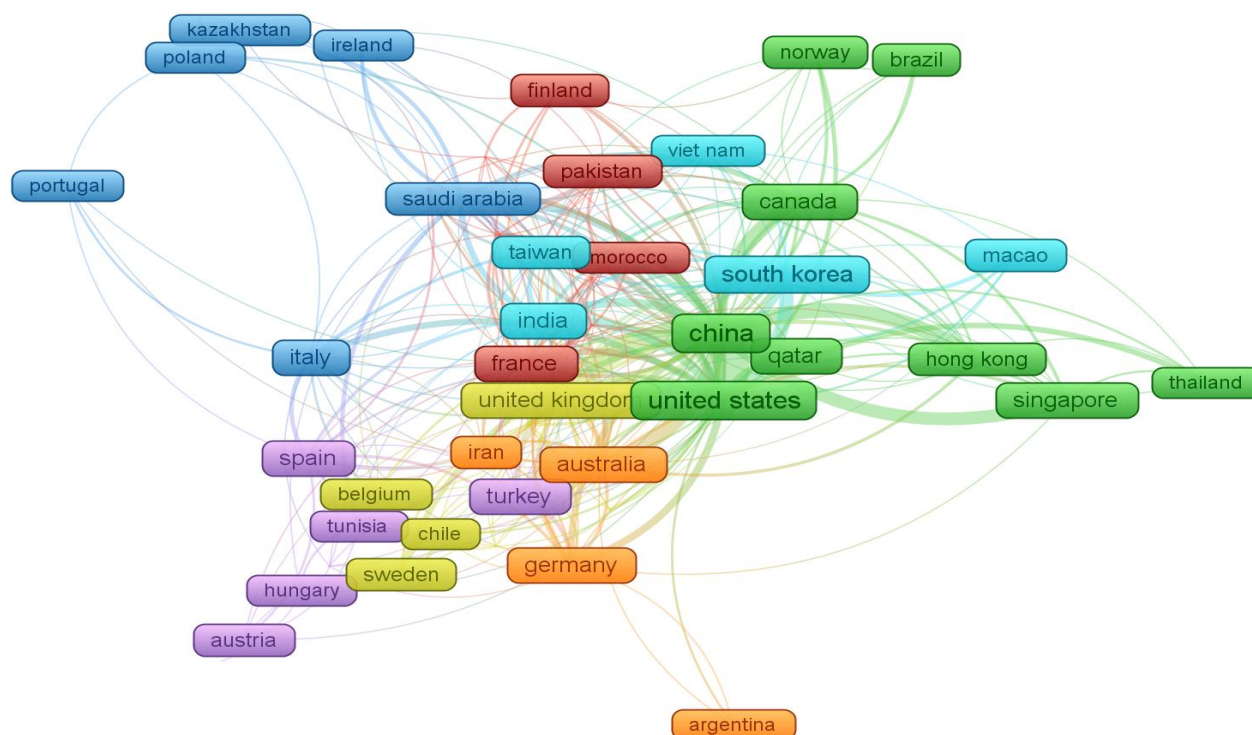 kazakhstan
ireland
poland
norway
brazil
finland
viet nam
pakistan
portugal
saudi arabia
canada
taiwan
morocco
macao
south korea
india
china
italy
france
qatar
hong kong
thailand
united kingdom
united states
singapore
spain
iran
australia
belgium
turkey
tunisia
chile
germany
sweden
hungary
austria
argentina